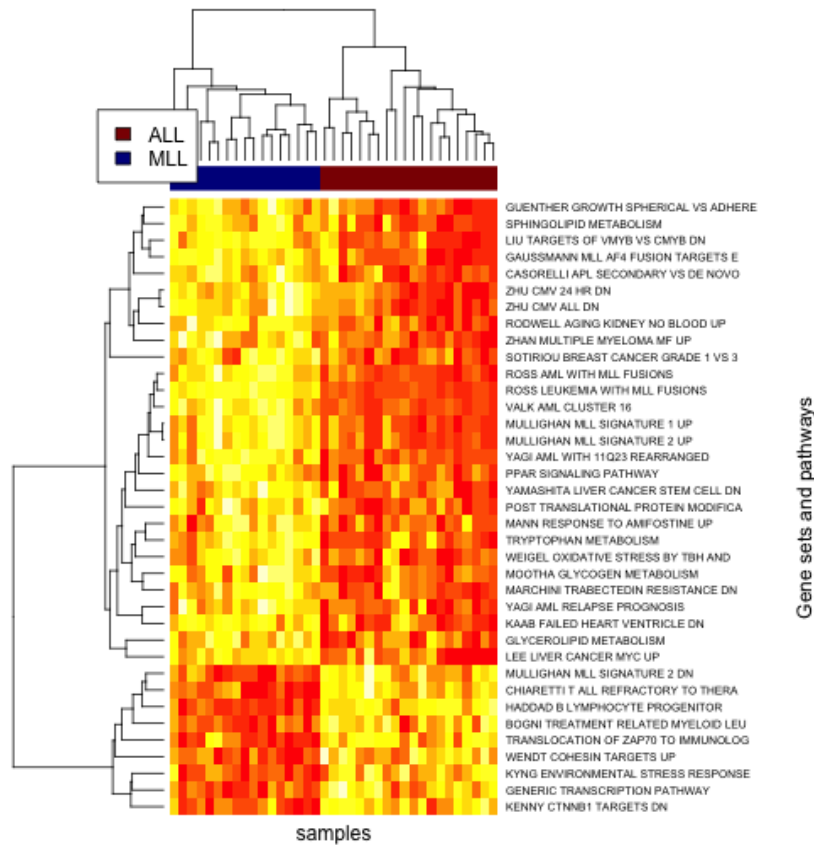 ALL
MLL
GUENTHER GROWTH SPHERICAL VS ADHERE
SPHINGOLIPID METABOLISM
LIU TARGETS OF VMYB VS CMYB DN
GAUSSMANN MLL AF4 FUSION TARGETS E
CASORELLI APL SECONDARY VS DE NOVO
ZHU CMV 24 HR DN
ZHU CMV ALL DN
RODWELL AGING KIDNEY NO BLOOD UP
ZHAN MULTIPLE MYELOMA MF UP
SOTIRIOU BREAST CANCER GRADE 1 VS 3
ROSS AML WITH MLL FUSIONS
ROSS LEUKEMIA WITH MLL FUSIONS
VALK AML CLUSTER 16
MULLIGHAN MLL SIGNATURE 1 UP
MULLIGHAN MLL SIGNATURE 2 UP
YAGI AML WITH 11Q23 REARRANGED
PPAR SIGNALING PATHWAY
YAMASHITA LIVER CANCER STEM CELL DN
POST TRANSLATIONAL PROTEIN MODIFICA
MANN RESPONSE TO AMIFOSTINE UP
TRYPTOPHAN METABOLISM
WEIGEL OXIDATIVE STRESS BY TBH AND
MOOTHA GLYCOGEN METABOLISM
MARCHINI TRABECTEDIN RESISTANCE DN
YAGI AML RELAPSE PROGNOSIS
KAAB FAILED HEART VENTRICLE DN
GLYCEROLIPID METABOLISM
LEE LIVER CANCER MYC UP
MULLIGHAN MLL SIGNATURE 2 DN
CHIARETTI T ALL REFRACTORY TO THERA
HADDAD B LYMPHOCYTE PROGENITOR
BOGNI TREATMENT RELATED MYELOID LEU
TRANSLOCATION OF ZAP70 TO IMMUNOLOG
WENDT COHESIN TARGETS UP
KYNG ENVIRONMENTAL STRESS RESPONSE
GENERIC TRANSCRIPTION PATHWAY
KENNY CTNNB1 TARGETS DN
Gene sets and pathways
samples